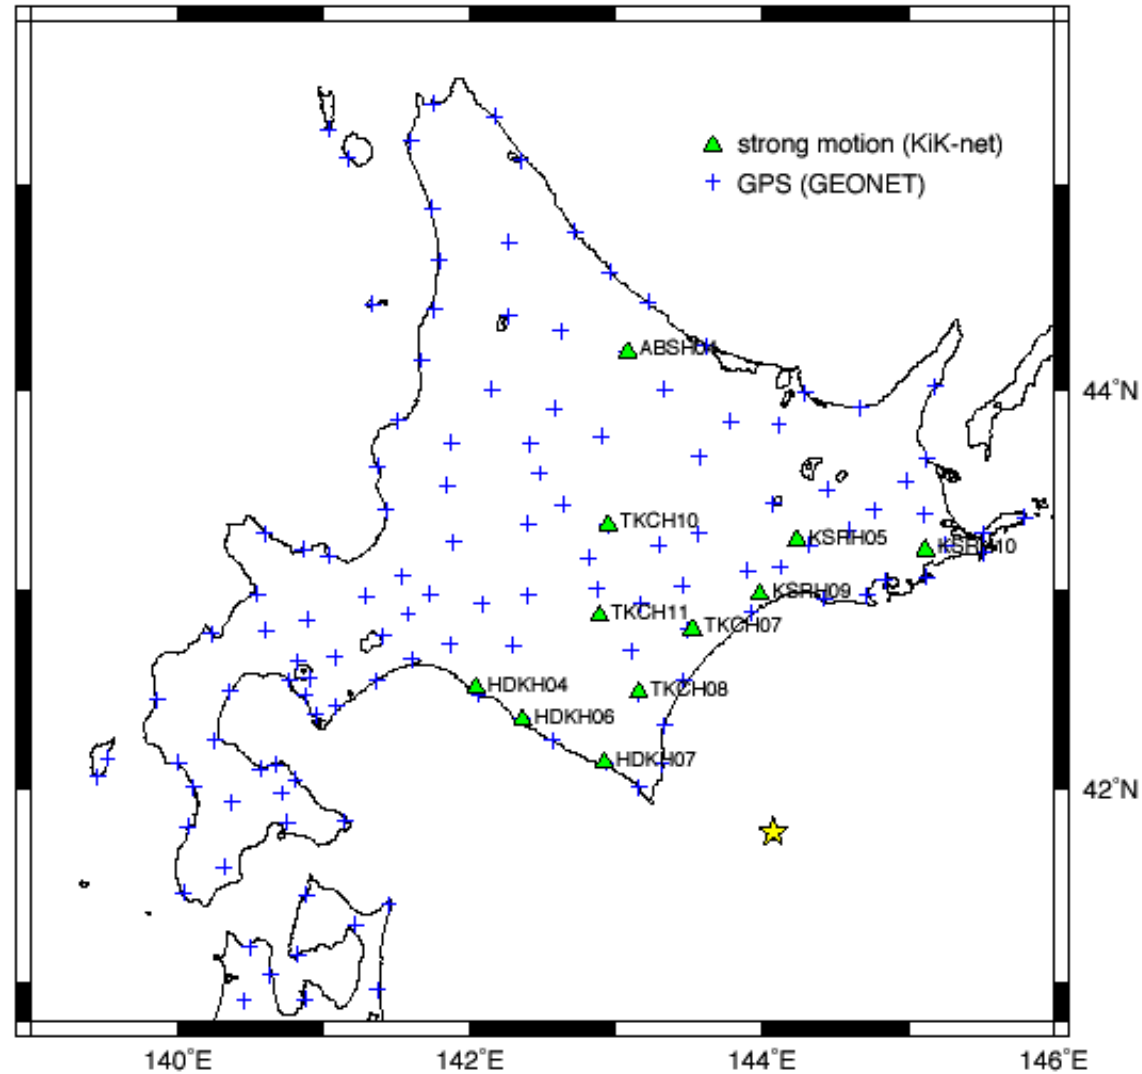 strong motion (KiK-net)
GPS (GEONET)
ABSH04
44°N
TKCH10
KSRH05
KSRH10
KSRH09
TKCH11
TKCH07
HDKH04
TKCH08
HDKH06
HDKH07
42°N
140°E
142°E
144°E
146°E